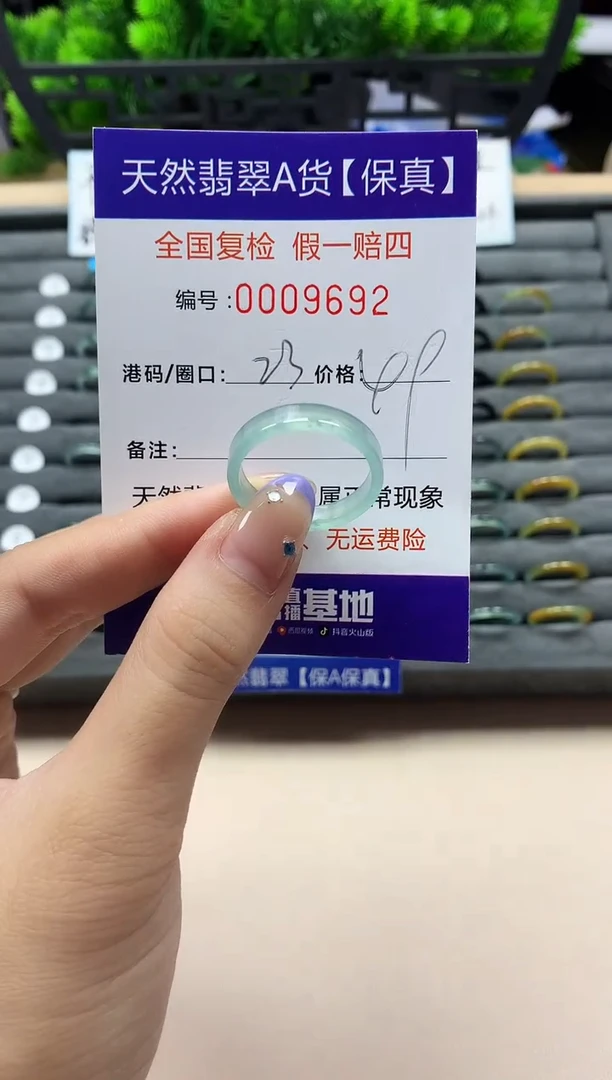 天然翡翠A货【保真】
全国复检 假一赔四
编号:0009692
港码/圈口: 23 价格:
备注:
天然 属正常现象
、无运费险
播基地
抖音火山版
翡翠【保A保真】